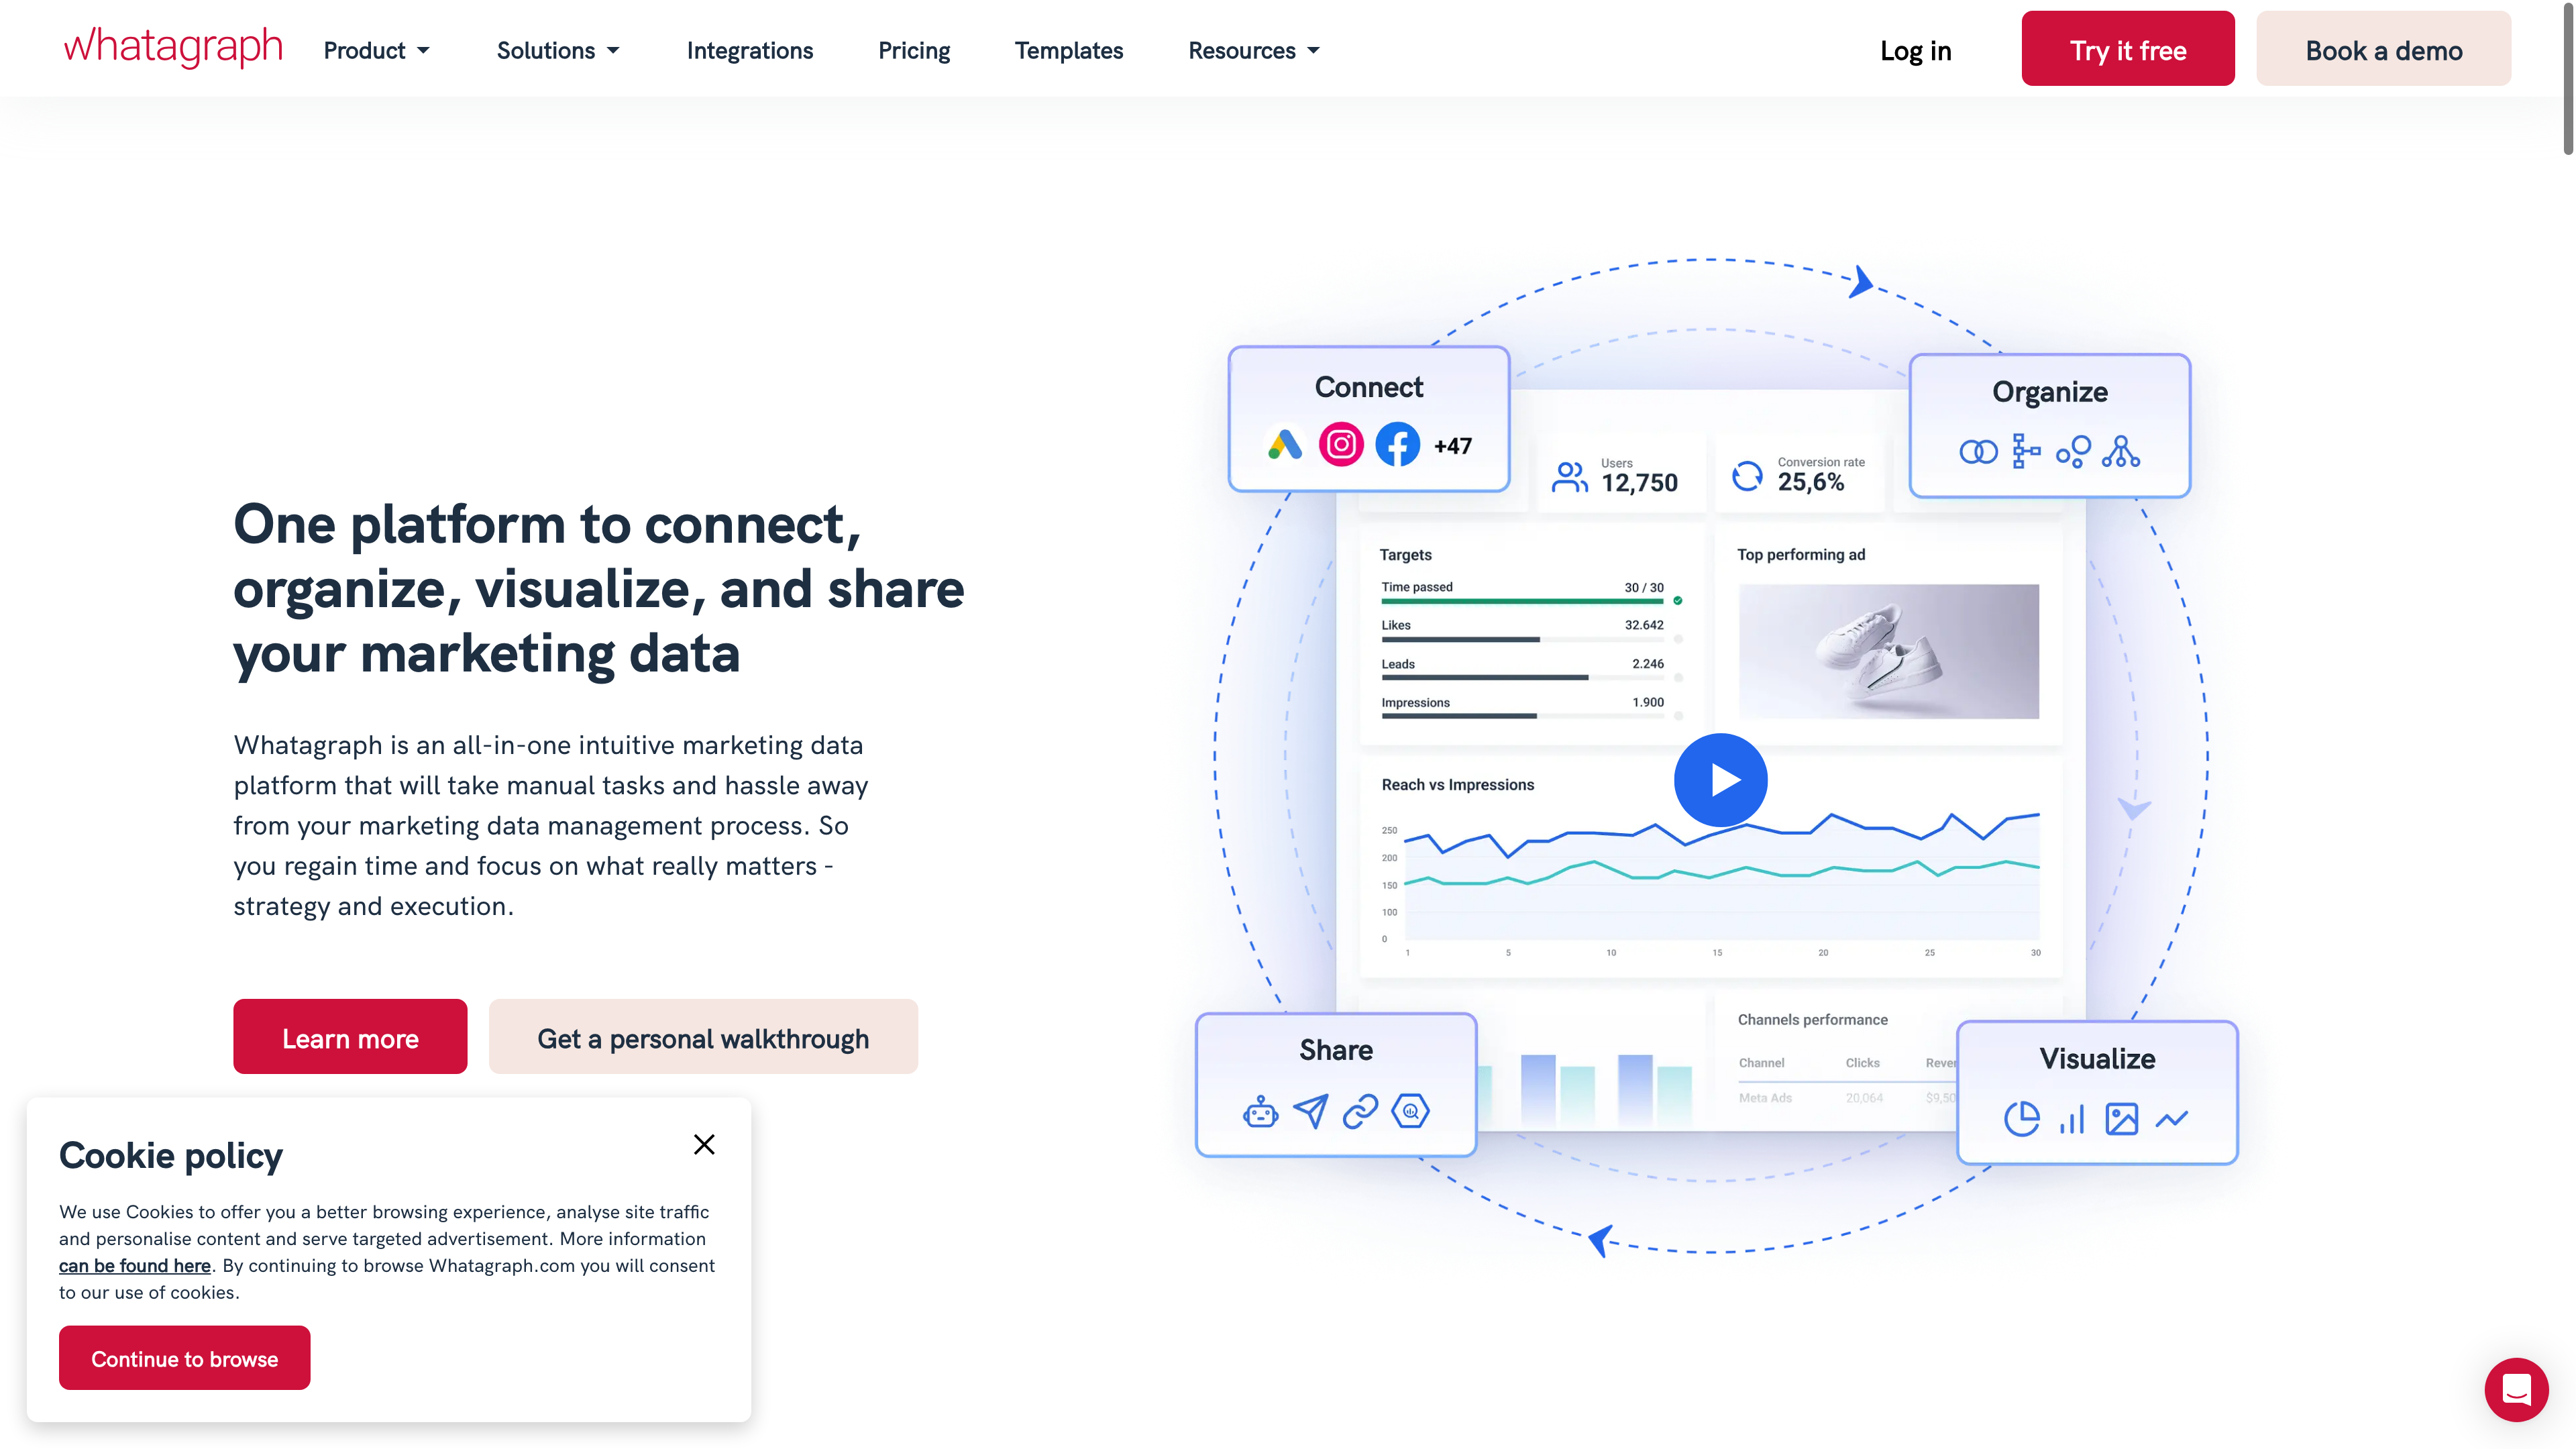 whatagraph
Product
Solutions
Integrations
Pricing
Templates
Resources
Log in
Try it free
Book a demo
One platform to connect,
organize, visualize, and share
your marketing data
Whatagraph is an all-in-one intuitive marketing data
platform that will take manual tasks and hassle away
from your marketing data management process. So
you regain time and focus on what really matters -
strategy and execution.
Learn more
Get a personal walkthrough
Connect
+47
Organize
Users
12,750
Conversion rate
25,6%
Targets
Time passed 30 / 30
Likes 32.642
Leads 2.246
Impressions 1.900
Top performing ad
Reach vs Impressions
250
200
150
100
0
1 5 10 15 20 25 30
Share
Channels performance
Channel Clicks Rever
Meta Ads 20,064 $9,50
Visualize
Cookie policy
We use Cookies to offer you a better browsing experience, analyse site traffic
and personalise content and serve targeted advertisement. More information
can be found here. By continuing to browse Whatagraph.com you will consent
to our use of cookies.
Continue to browse